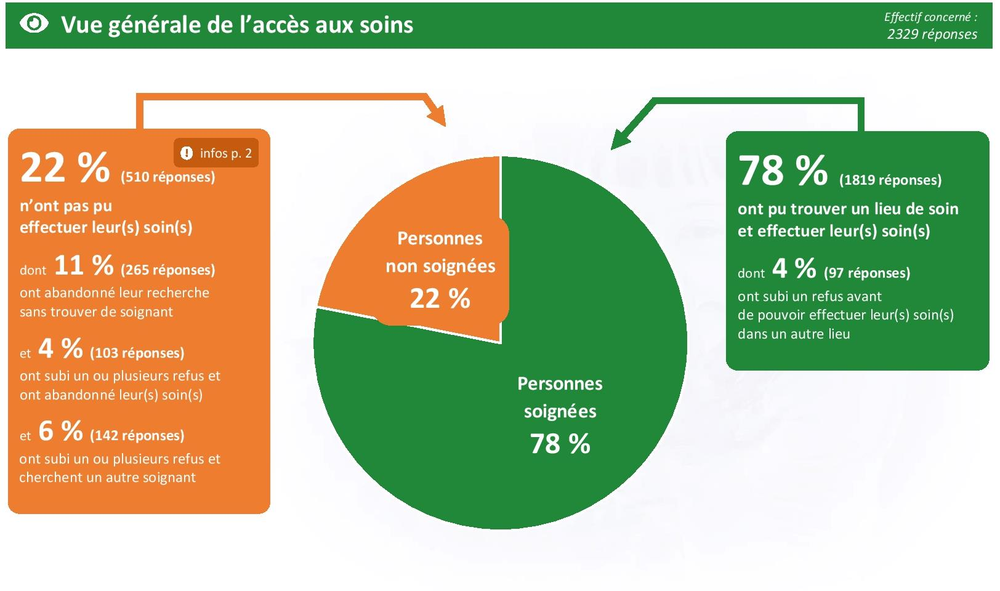 Vue générale de l’accès aux soins
Effectif concerné :
2329 réponses
infos p. 2
22 % (510 réponses)
n’ont pas pu
effectuer leur(s) soin(s)
dont 11 % (265 réponses)
ont abandonné leur recherche
sans trouver de soignant
et 4 % (103 réponses)
ont subi un ou plusieurs refus et
ont abandonné leur(s) soin(s)
et 6 % (142 réponses)
ont subi un ou plusieurs refus et
cherchent un autre soignant
Personnes
non soignées
22 %
Personnes
soignées
78 %
78 % (1819 réponses)
ont pu trouver un lieu de soin
et effectuer leur(s) soin(s)
dont 4 % (97 réponses)
ont subi un refus avant
de pouvoir effectuer leur(s) soin(s)
dans un autre lieu